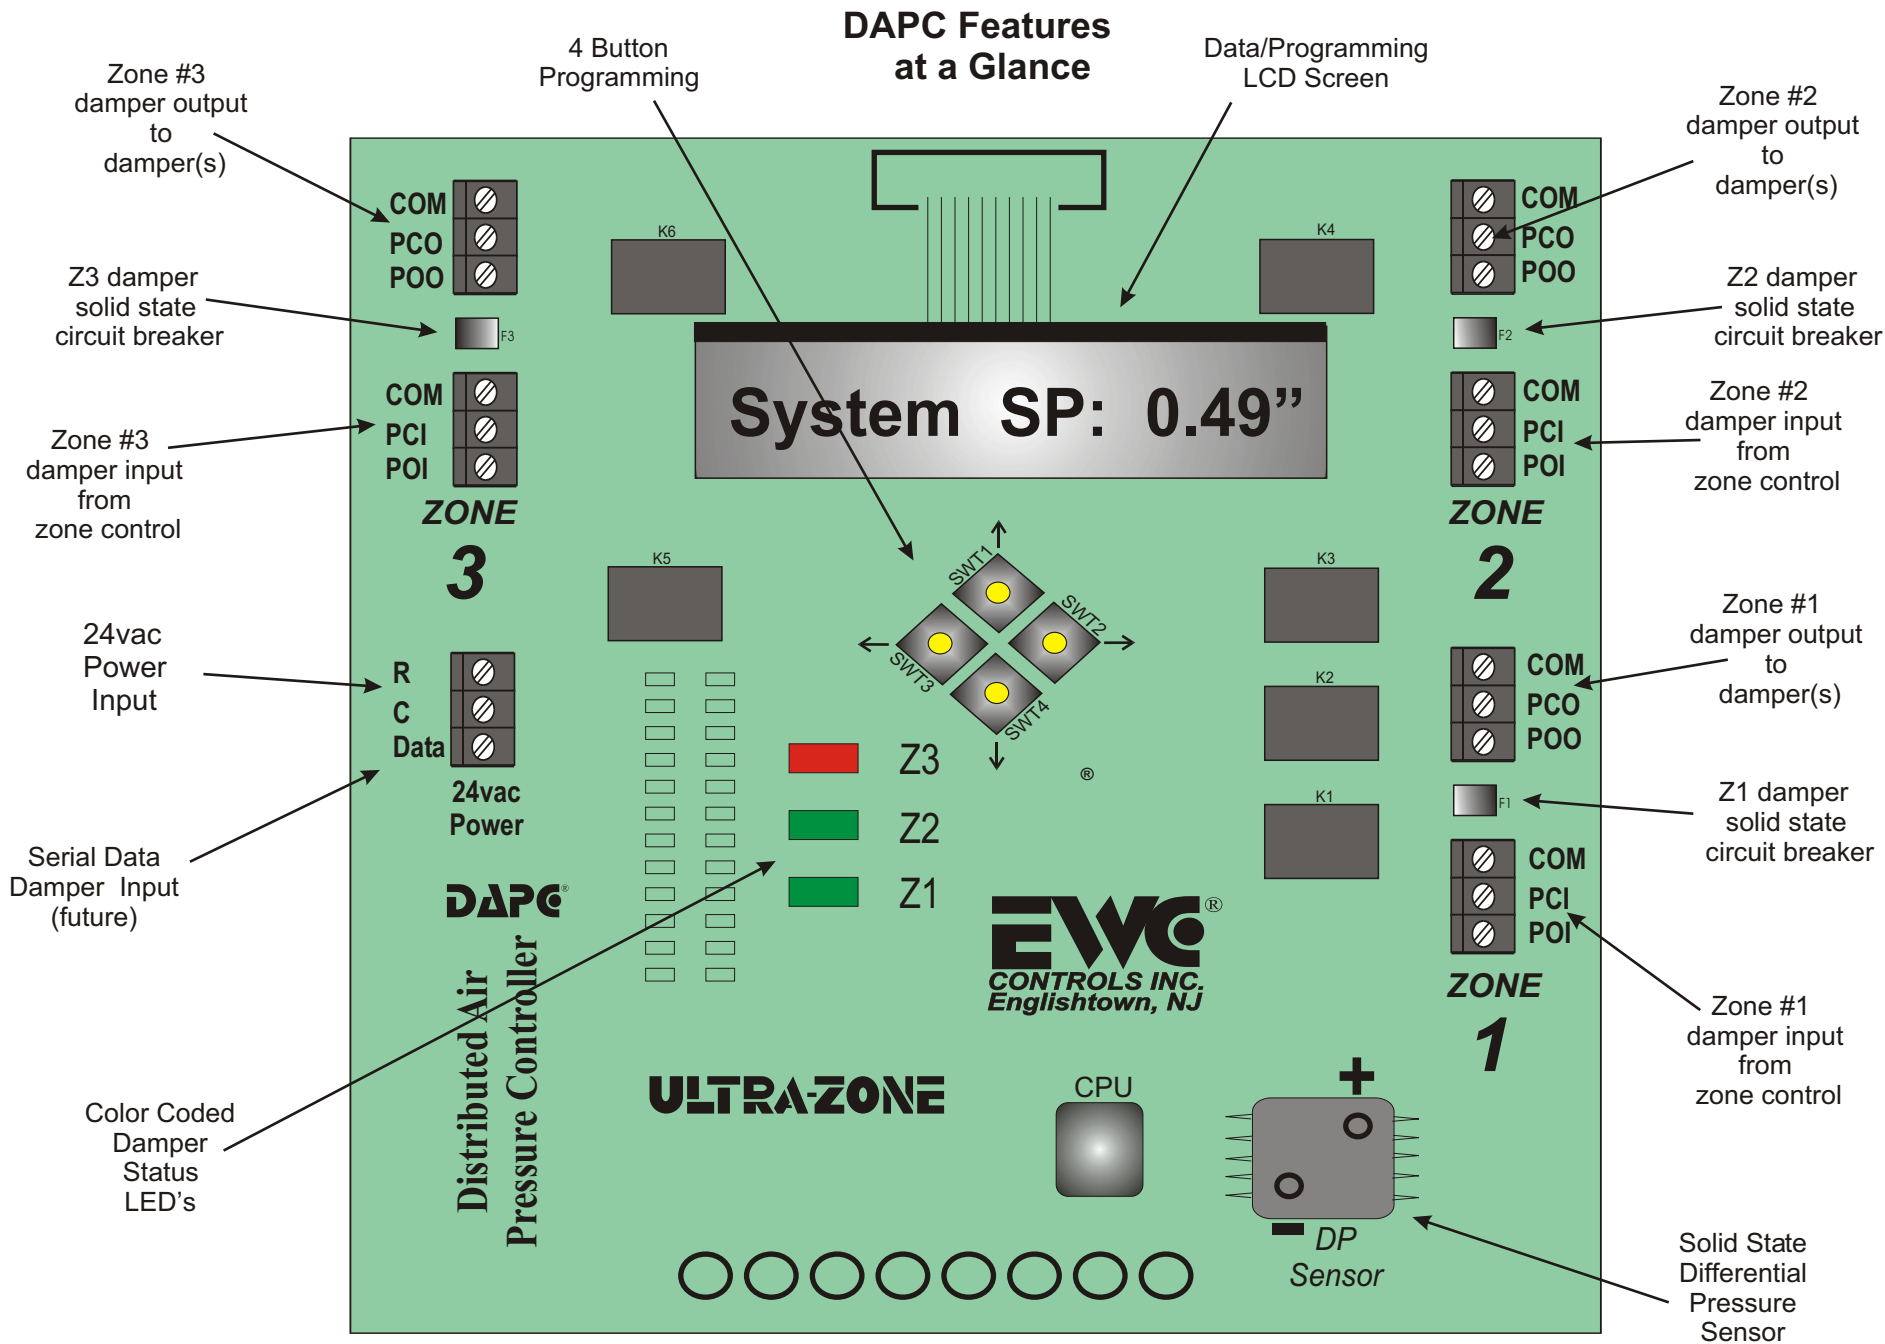 DAPC Features
at a Glance
4 Button
Programming
Data/Programming
LCD Screen
Zone #3
damper output
to
damper(s)
Z3 damper
solid state
circuit breaker
Zone #3
damper input
from
zone control
24vac
Power
Input
Serial Data
Damper Input
(future)
Color Coded
Damper
Status
LED's
COM
PCO
POO
F3
COM
PCI
POI
ZONE
3
R
C
Data
24vac
Power
DAPC®
Distributed Air
Pressure Controller
K6
K4
System SP: 0.49”
K5
SWT1
SWT2
SWT3
SWT4
K3
K2
K1
Z3
Z2
Z1
®
EWC®
CONTROLS INC.
Englishtown, NJ
ULTRA-ZONE
CPU
+
-
DP
Sensor
COM
PCO
POO
F2
COM
PCI
POI
ZONE
2
COM
PCO
POO
F1
COM
PCI
POI
ZONE
1
Zone #2
damper output
to
damper(s)
Z2 damper
solid state
circuit breaker
Zone #2
damper input
from
zone control
Zone #1
damper output
to
damper(s)
Z1 damper
solid state
circuit breaker
Zone #1
damper input
from
zone control
Solid State
Differential
Pressure
Sensor